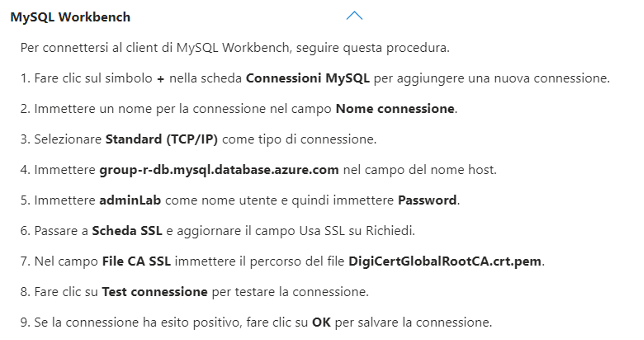 MySQL Workbench
Per connettersi al client di MySQL Workbench, seguire questa procedura.
1. Fare clic sul simbolo + nella scheda Connessioni MySQL per aggiungere una nuova connessione.
2. Immettere un nome per la connessione nel campo Nome connessione.
3. Selezionare Standard (TCP/IP) come tipo di connessione.
4. Immettere group-r-db.mysql.database.azure.com nel campo del nome host.
5. Immettere adminLab come nome utente e quindi immettere Password.
6. Passare a Scheda SSL e aggiornare il campo Usa SSL su Richiedi.
7. Nel campo File CA SSL immettere il percorso del file DigiCertGlobalRootCA.crt.pem.
8. Fare clic su Test connessione per testare la connessione.
9. Se la connessione ha esito positivo, fare clic su OK per salvare la connessione.